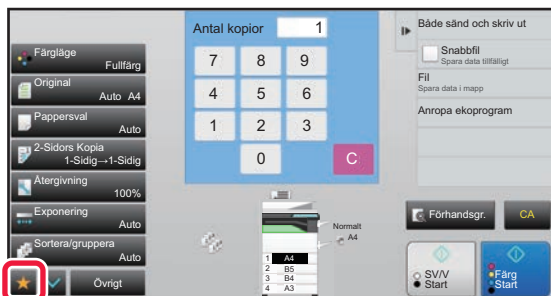 Färgläge
Fullfärg
Original
Auto A4
Pappersval
Auto
2-Sidors Kopia
1-Sidig→1-Sidig
Återgivning
100%
Exponering
Auto
Sortera/gruppera
Auto
Övrigt
Antal kopior 1
7 8 9
4 5 6
1 2 3
0 C
Normalt
A4
1 A4
2 B5
3 B4
4 A3
Både sänd och skriv ut
Snabbfil
Spara data tillfälligt
Fil
Spara data i mapp
Anropa ekoprogram
Förhandsgr. CA
SV/V
Start
Färg
Start